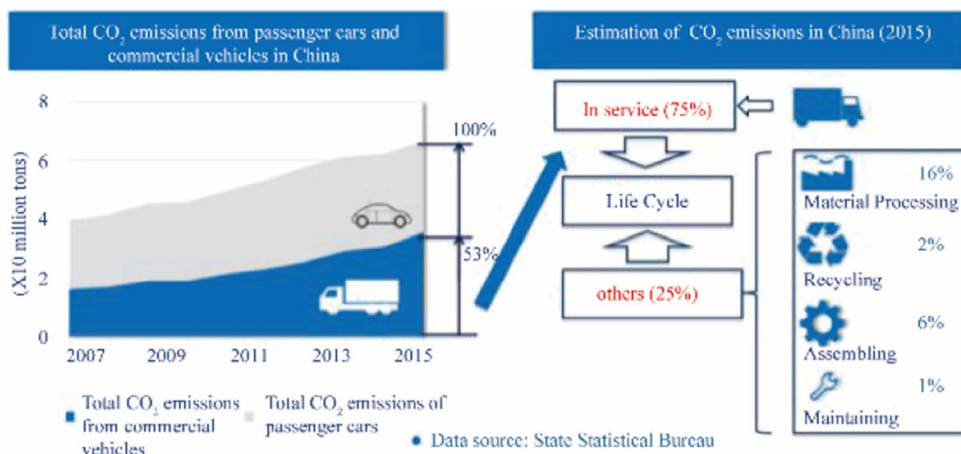 Total CO₂ emissions from passenger cars and
commercial vehicles in China
8
6
4
2
0
(X10 million tons)
100%
53%
2007
2009
2011
2013
2015
Total CO₂ emissions
from commercial
vehicles
Total CO₂ emissions of
passenger cars
Data source: State Statistical Bureau
Estimation of CO₂ emissions in China (2015)
In service (75%)
Life Cycle
others (25%)
16%
Material Processing
2%
Recycling
6%
Assembling
1%
Maintaining